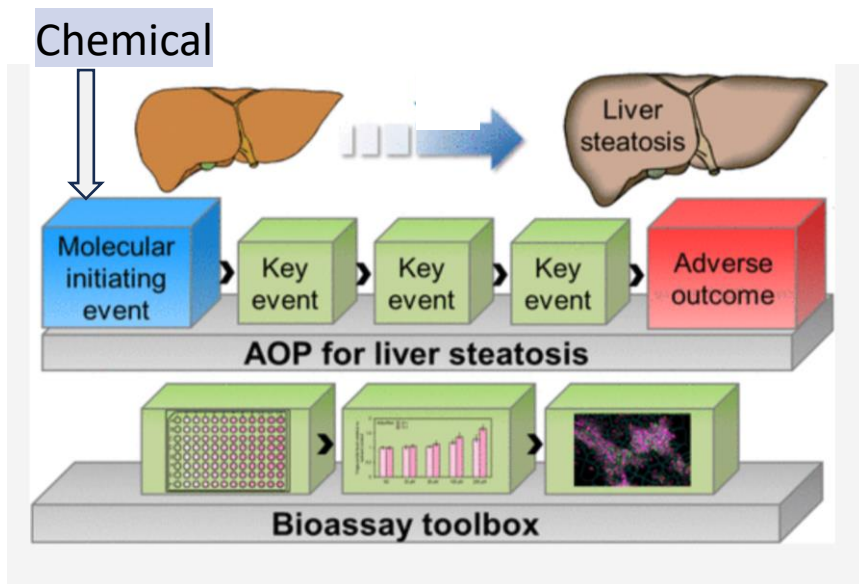 Chemical
Liver
steatosis
Molecular
initiating
event
Key
event
Key
event
Key
event
Adverse
outcome
AOP for liver steatosis
Bioassay toolbox